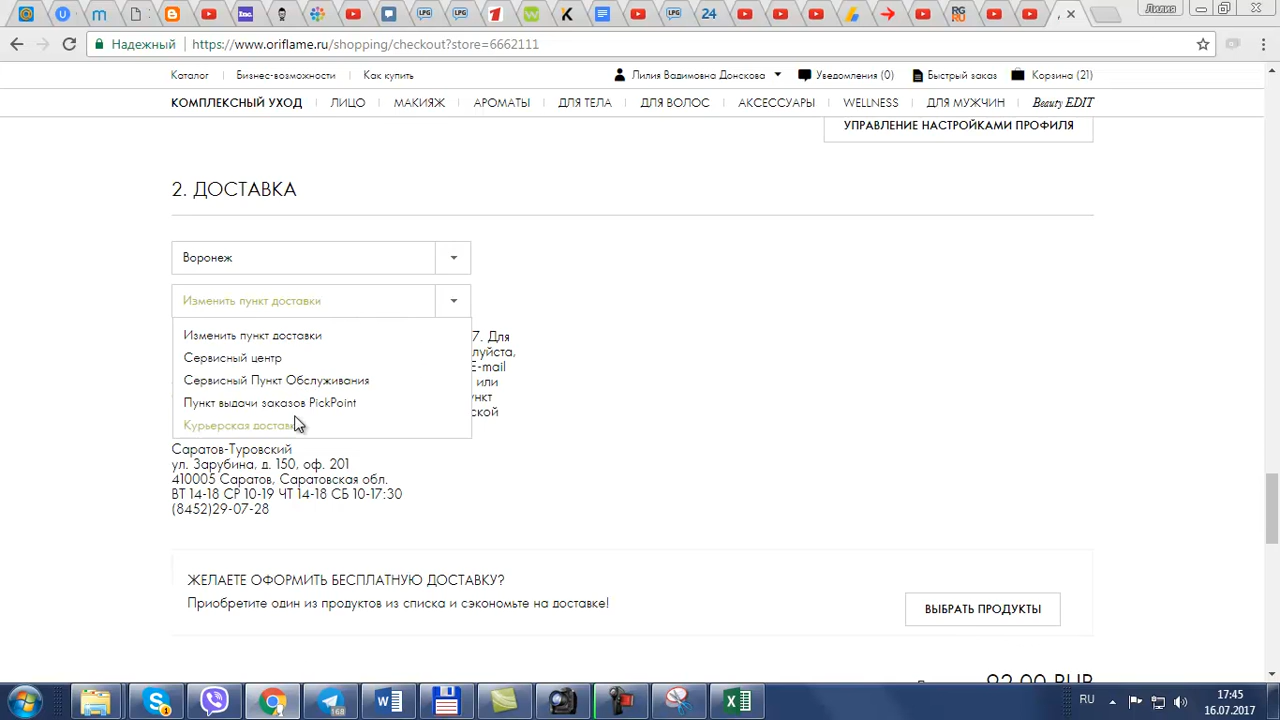 Лилия
Надежный
https://www.oriflame.ru/shopping/checkout?store=6662111
Каталог Бизнес-возможности Как купить Лилия Вадимовна Донскова Уведомления (0) Быстрый заказ Корзина (21)
КОМПЛЕКСНЫЙ УХОД ЛИЦО МАКИЯЖ АРОМАТЫ ДЛЯ ТЕЛА ДЛЯ ВОЛОС АКСЕССУАРЫ WELLNESS ДЛЯ МУЖЧИН Beauty EDIT
УПРАВЛЕНИЕ НАСТРОЙКАМИ ПРОФИЛЯ
2. ДОСТАВКА
Воронеж
Изменить пункт доставки
Изменить пункт доставки
Сервисный центр
Сервисный Пункт Обслуживания
Пункт выдачи заказов PickPoint
Курьерская
7. Для
E-mail
или
Саратов-Туровский
ул. Зарубина, д. 150, оф. 201
410005 Саратов, Саратовская обл.
ВТ 14-18 СР 10-19 ЧТ 14-18 СБ 10-17:30
(8452)29-07-28
ЖЕЛАЕТЕ ОФОРМИТЬ БЕСПЛАТНУЮ ДОСТАВКУ?
Приобретите один из продуктов из списка и сэкономьте на доставке!
ВЫБРАТЬ ПРОДУКТЫ
RU
17:45
16.07.2017
168